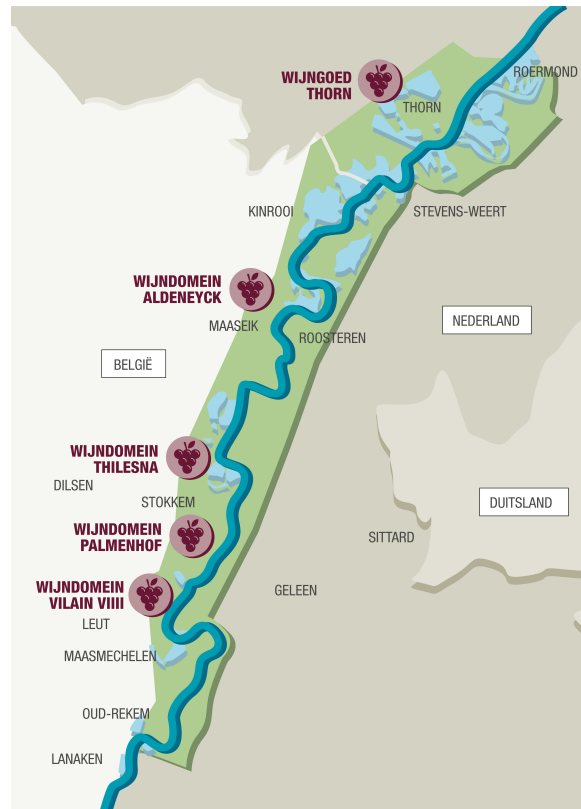 ROERMOND
WIJNGOED
THORN
THORN
KINROOI
STEVENS-WEERT
WIJNDOMEIN
ALDENEYCK
MAASEIK
NEDERLAND
ROOSTEREN
BELGIË
WIJNDOMEIN
THILESNA
DILSEN
STOKKEM
DUITSLAND
WIJNDOMEIN
PALMENHOF
SITTARD
WIJNDOMEIN
VILAIN VIIII
GELEEN
LEUT
MAASMECHELEN
OUD-REKEM
LANAKEN